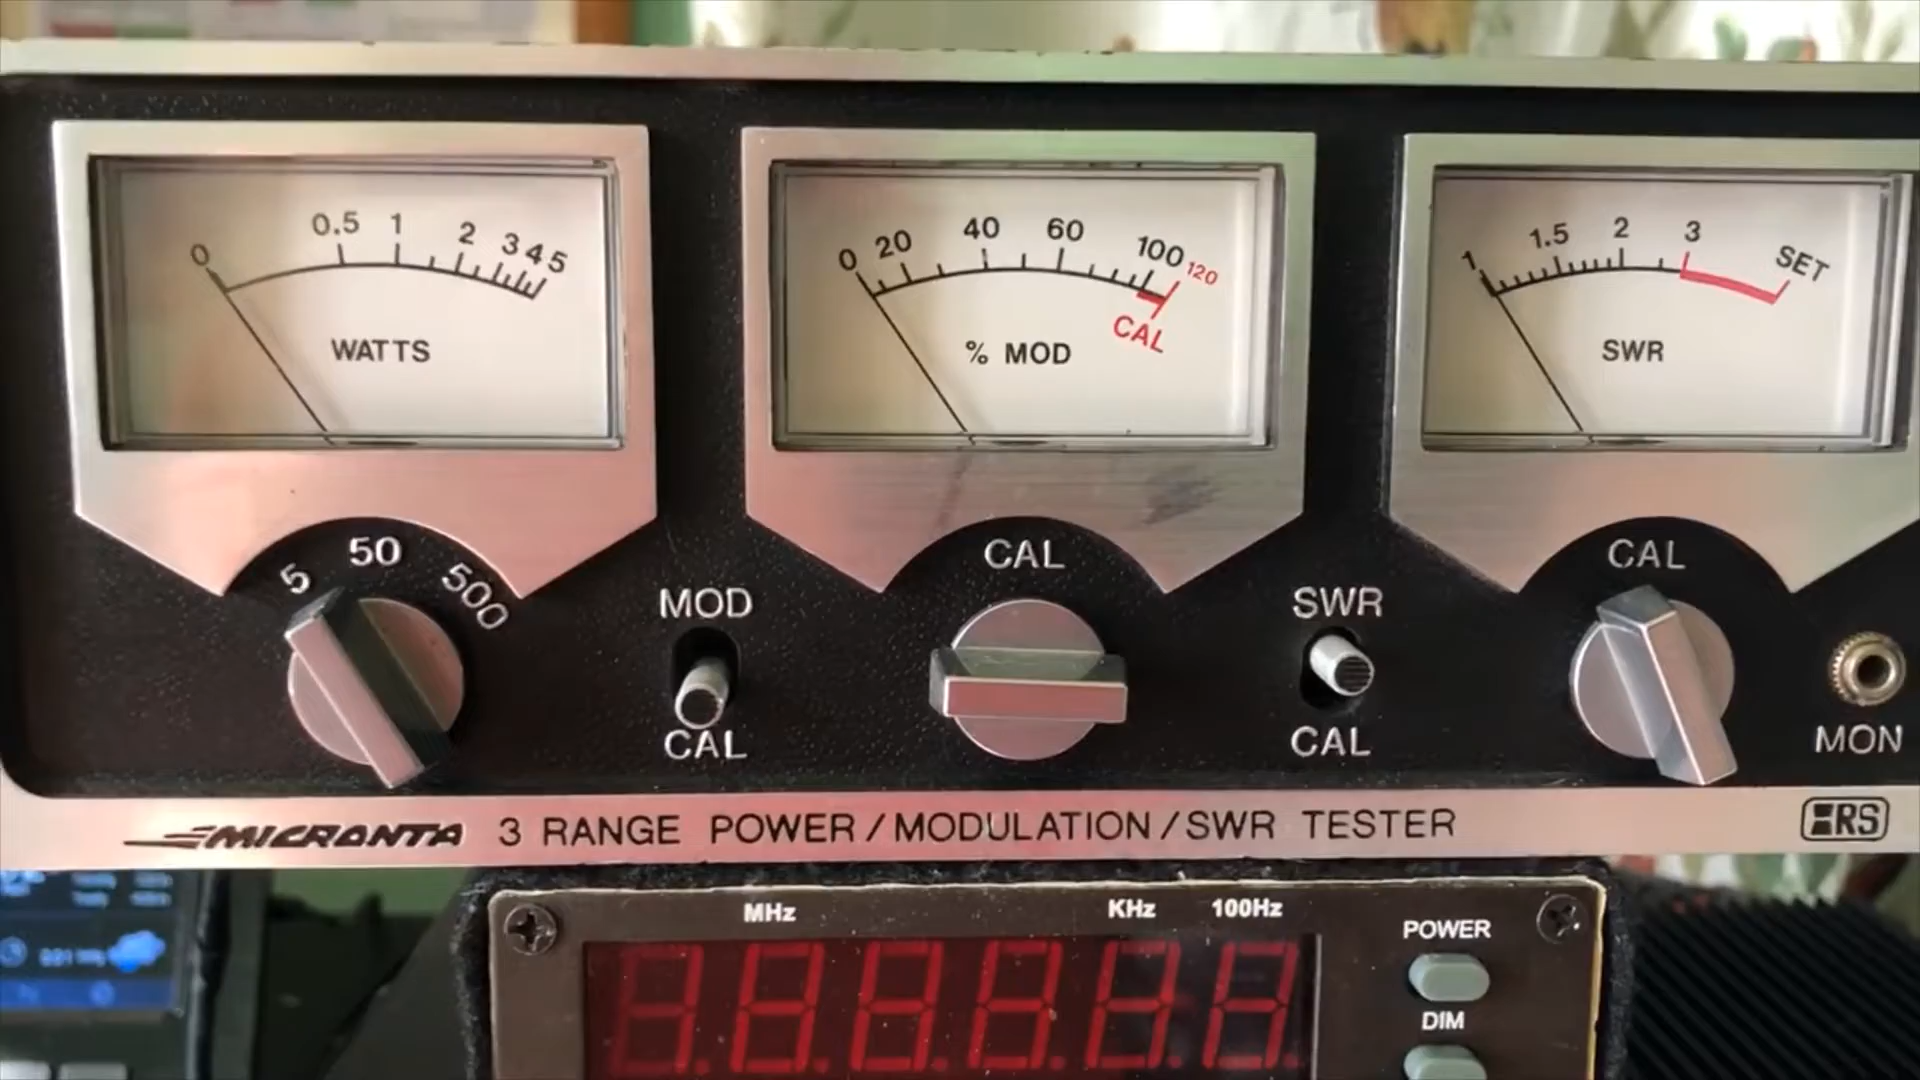 0 0.5 1 2 3 4 5
WATTS
0 20 40 60 100 120
CAL
% MOD
1 1.5 2 3 SET
SWR
5 50 500
MOD
CAL
CAL
SWR
CAL
CAL
MON
MICRONTA 3 RANGE POWER/MODULATION/SWR TESTER RS
MHz KHz 100Hz
POWER
DIM